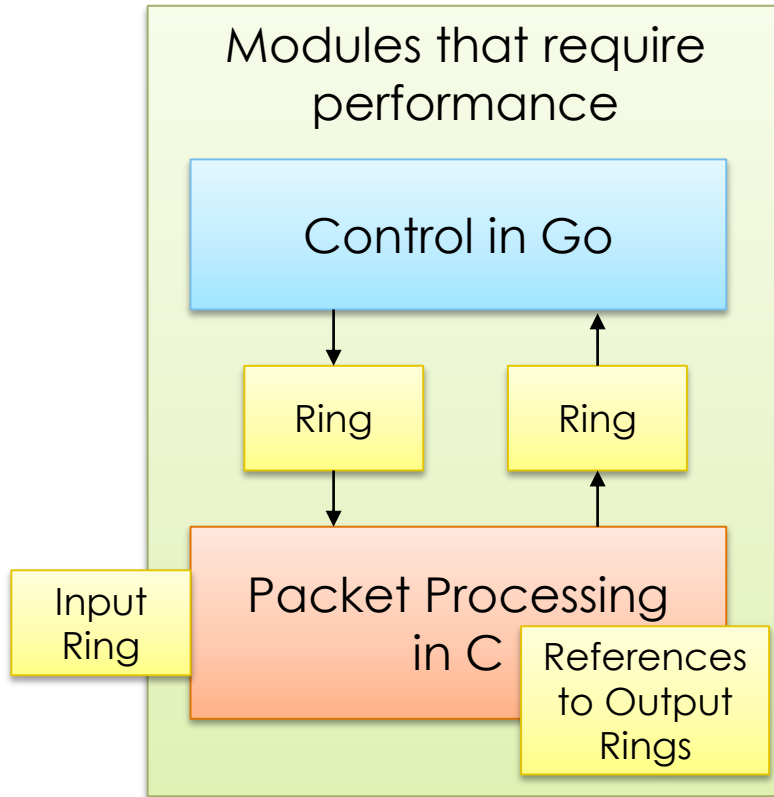 Modules that require
performance
Control in Go
Ring
Ring
Input
Ring
Packet Processing
in C
References
to Output
Rings